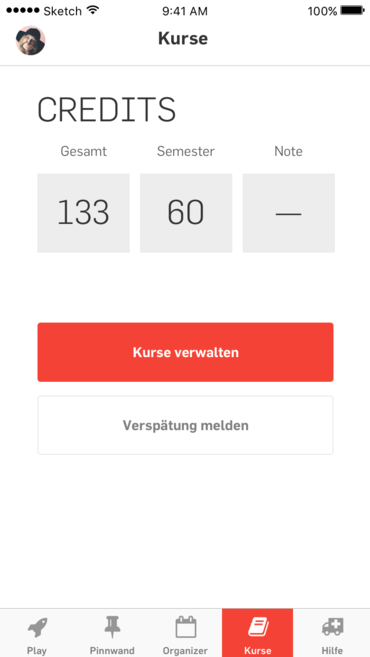 Sketch 9:41 AM 100%
Kurse
CREDITS
Gesamt Semester Note
133 60 —
Kurse verwalten
Verspätung melden
Play Pinnwand Organizer Kurse Hilfe